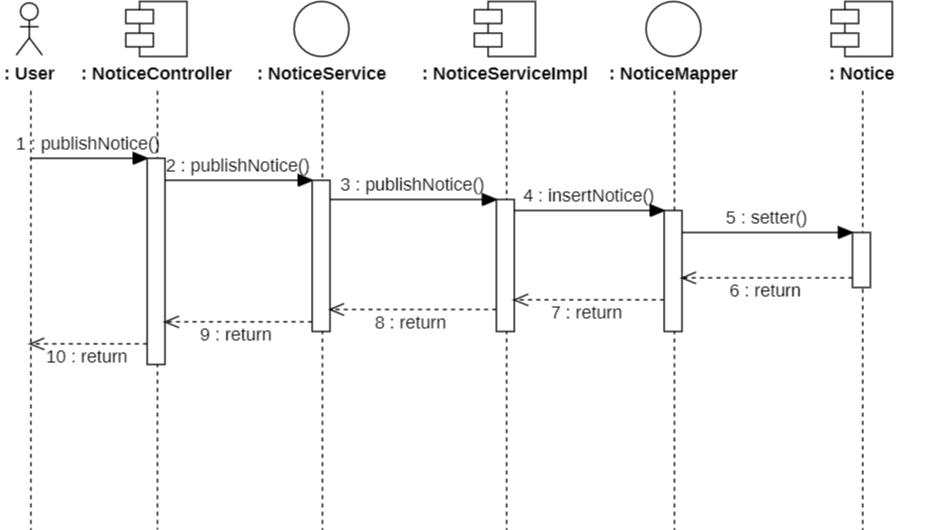 : User : NoticeController : NoticeService : NoticeServiceImpl : NoticeMapper : Notice
1 : publishNotice()
2 : publishNotice()
3 : publishNotice()
4 : insertNotice()
5 : setter()
6 : return
7 : return
8 : return
9 : return
10 : return